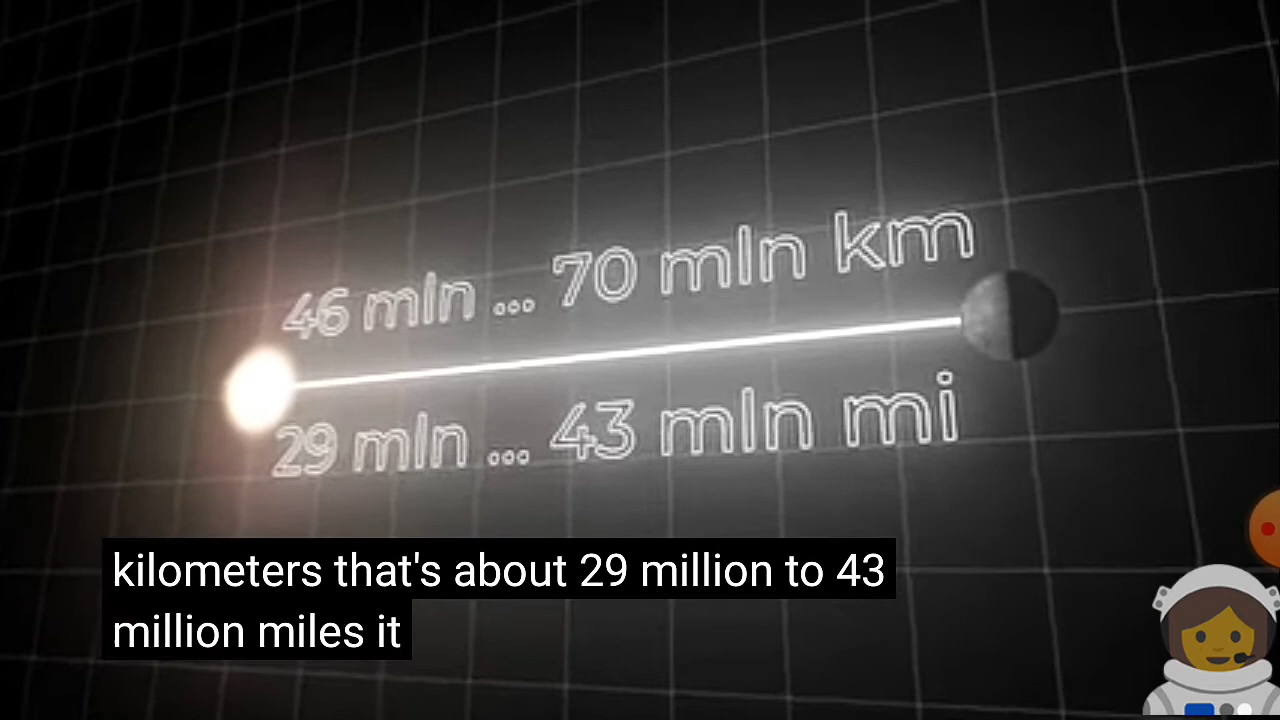 46 mln ... 70 mln km
29 mln ... 43 mln mi
kilometers that's about 29 million to 43
million miles it